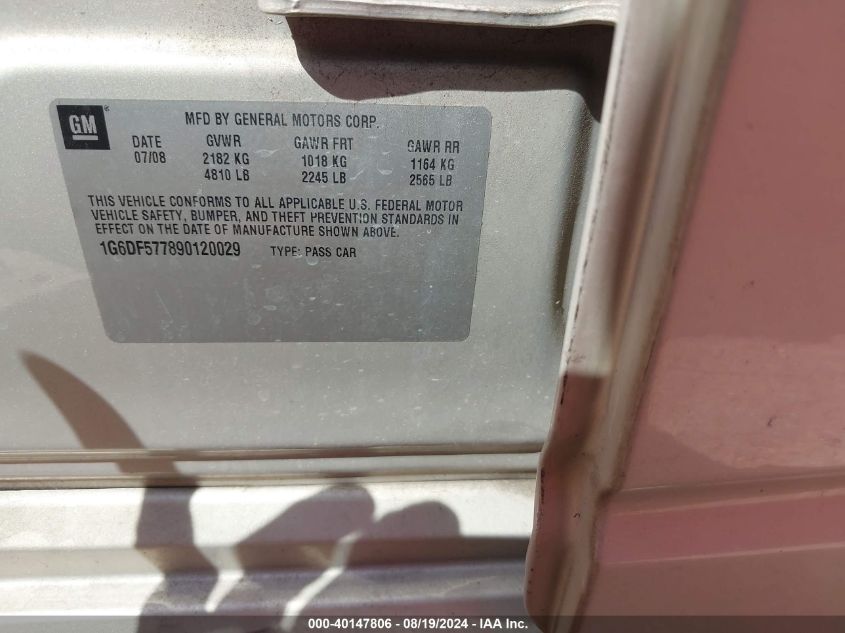 GM®
MFD BY GENERAL MOTORS CORP.
DATE GVWR GAWR FRT GAWR RR
07/08 2182 KG 1018 KG 1164 KG
4810 LB 2245 LB 2565 LB
THIS VEHICLE CONFORMS TO ALL APPLICABLE U.S. FEDERAL MOTOR
VEHICLE SAFETY, BUMPER, AND THEFT PREVENTION STANDARDS IN
EFFECT ON THE DATE OF MANUFACTURE SHOWN ABOVE.
1G6DF577890120029 TYPE: PASS CAR
000-40147806 - 08/19/2024 - IAA Inc.